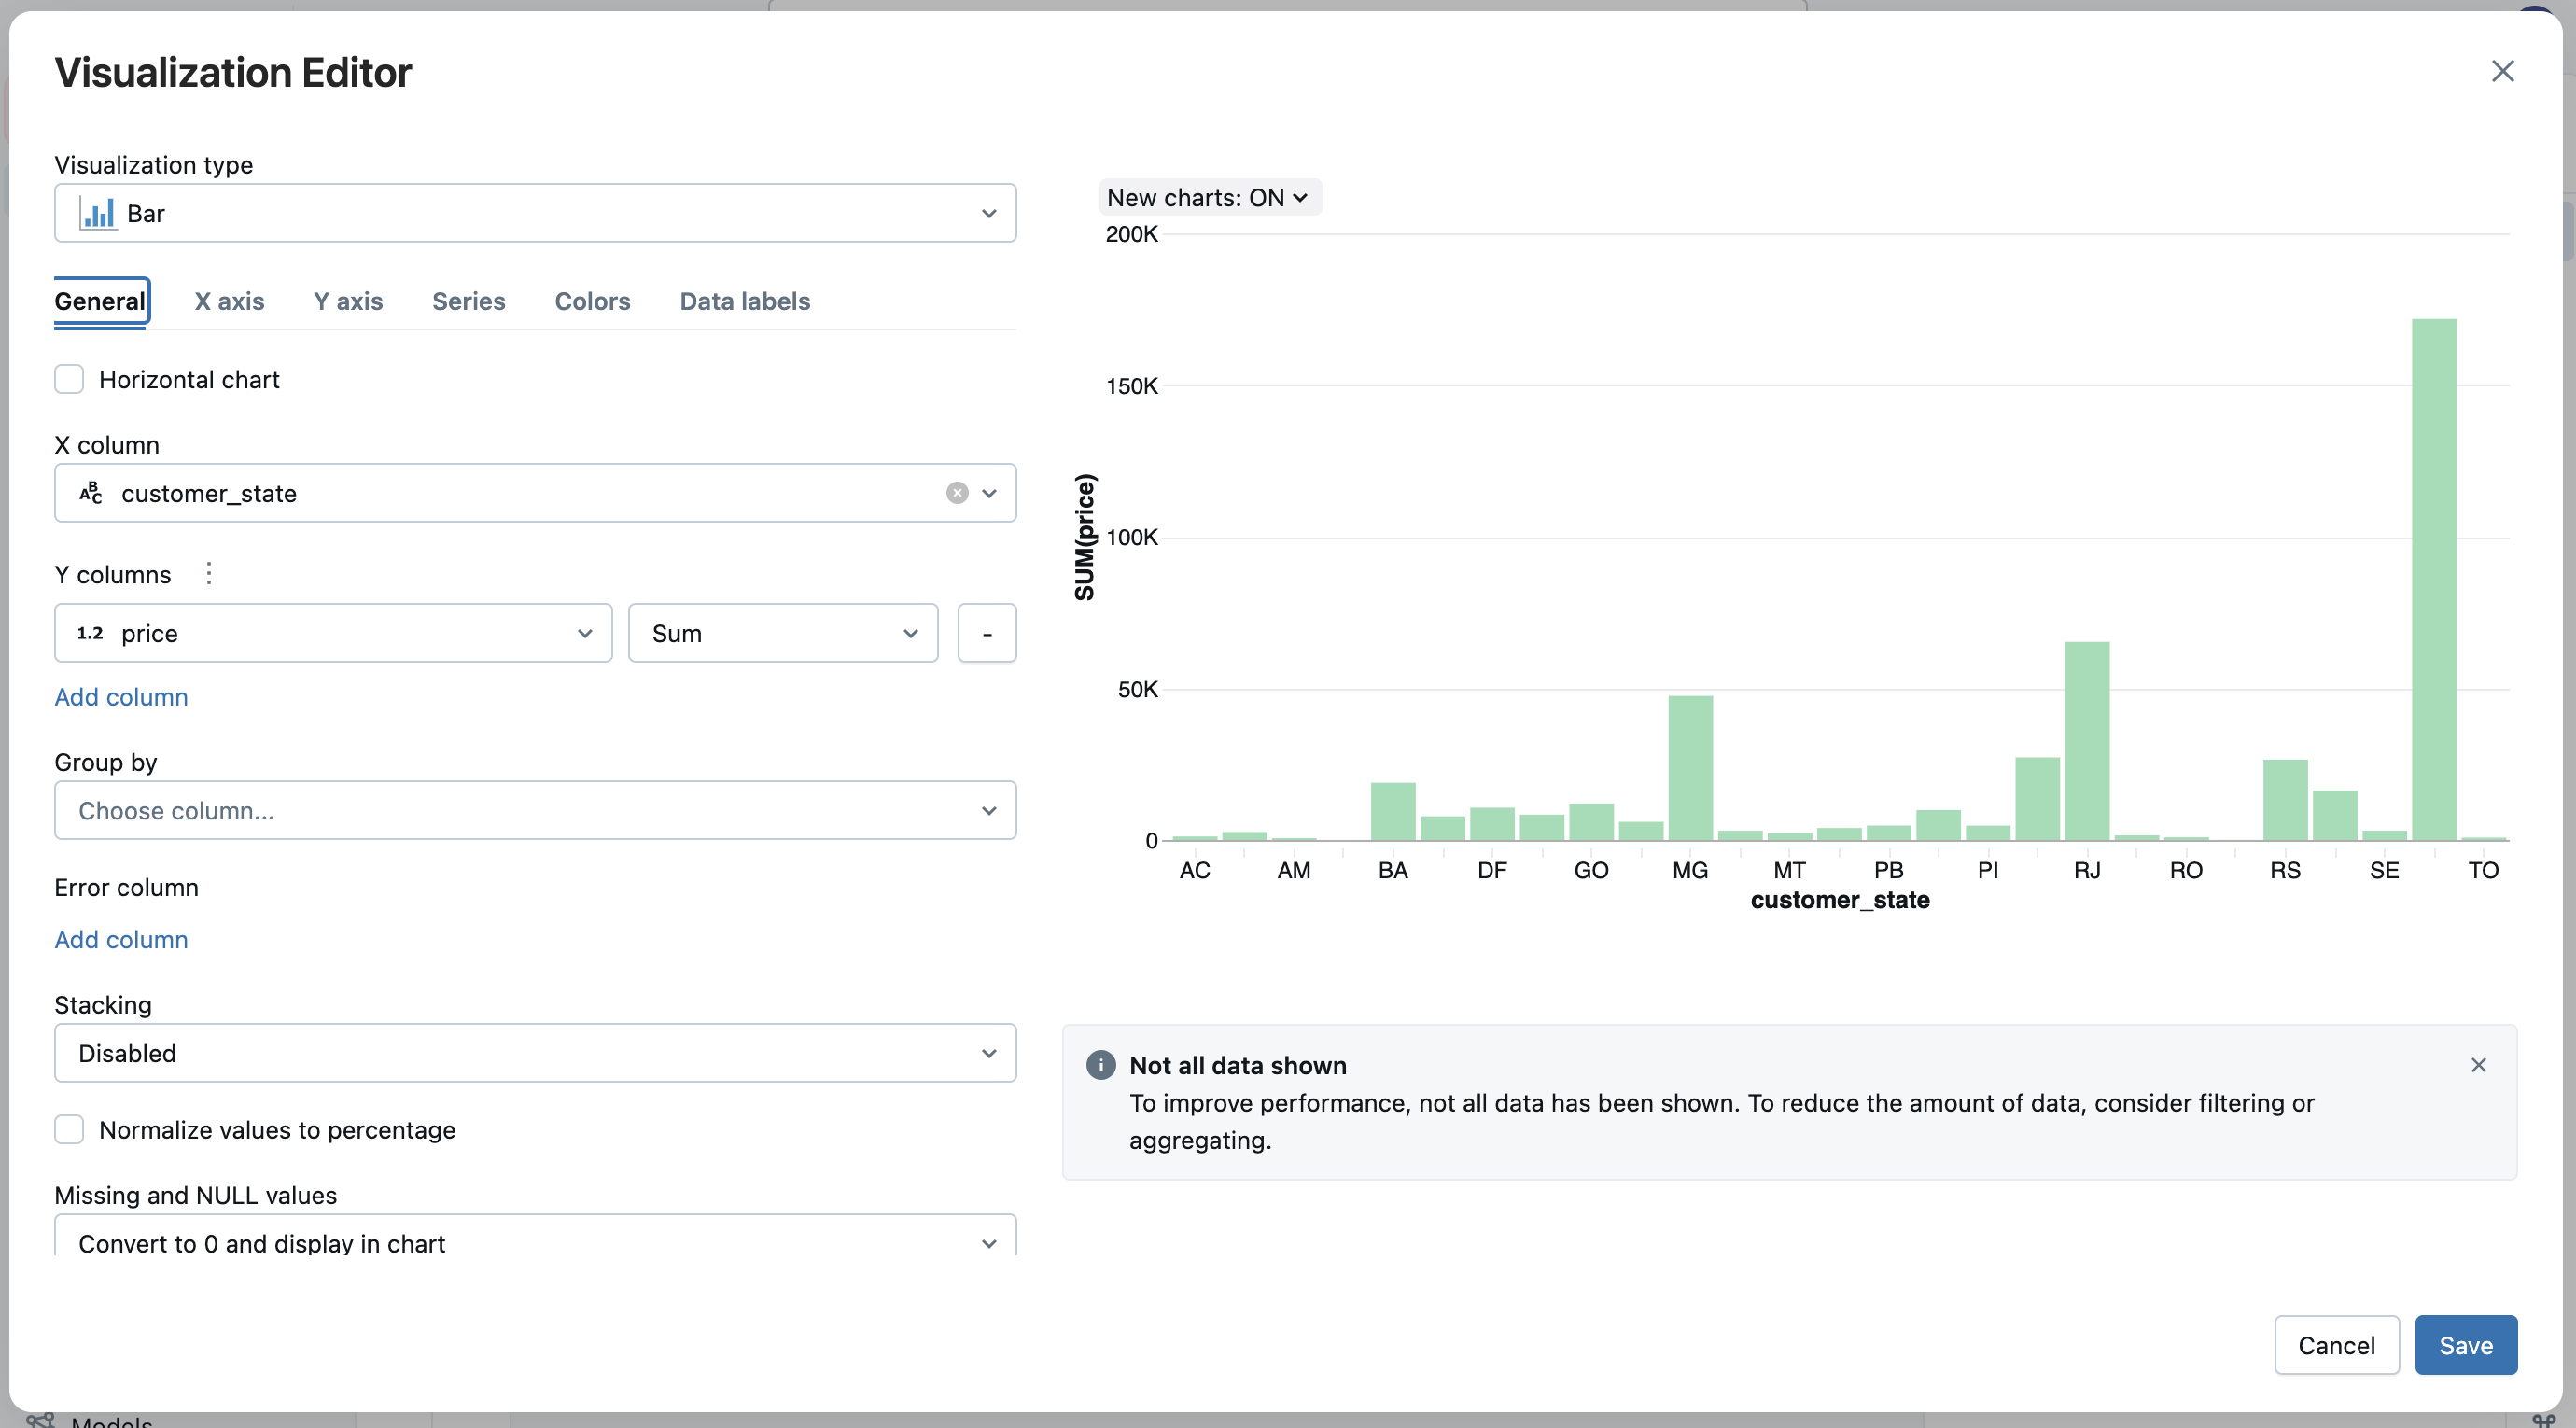 Visualization Editor
Visualization type
Bar
General
X axis
Y axis
Series
Colors
Data labels
Horizontal chart
X column
ABC customer_state
Y columns
1.2 price
Sum
-
Add column
Group by
Choose column...
Error column
Add column
Stacking
Disabled
Normalize values to percentage
Missing and NULL values
Convert to 0 and display in chart
New charts: ON
200K
150K
100K
50K
0
SUM(price)
AC AM BA DF GO MG MT PB PI RJ RO RS SE TO
customer_state
Not all data shown
To improve performance, not all data has been shown. To reduce the amount of data, consider filtering or
aggregating.
Cancel
Save
Models